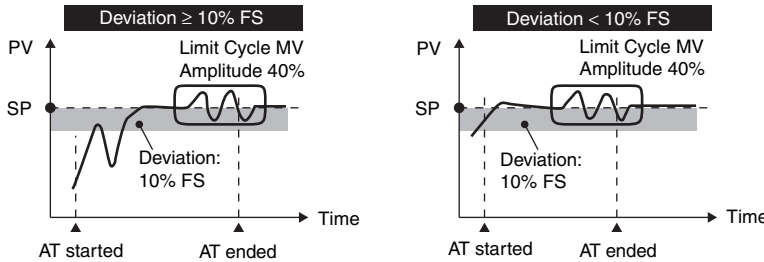 Deviation ≥ 10% FS
PV
Limit Cycle MV
Amplitude 40%
SP
Deviation:
10% FS
Time
AT started
AT ended
Deviation < 10% FS
PV
Limit Cycle MV
Amplitude 40%
SP
Deviation:
10% FS
Time
AT started
AT ended